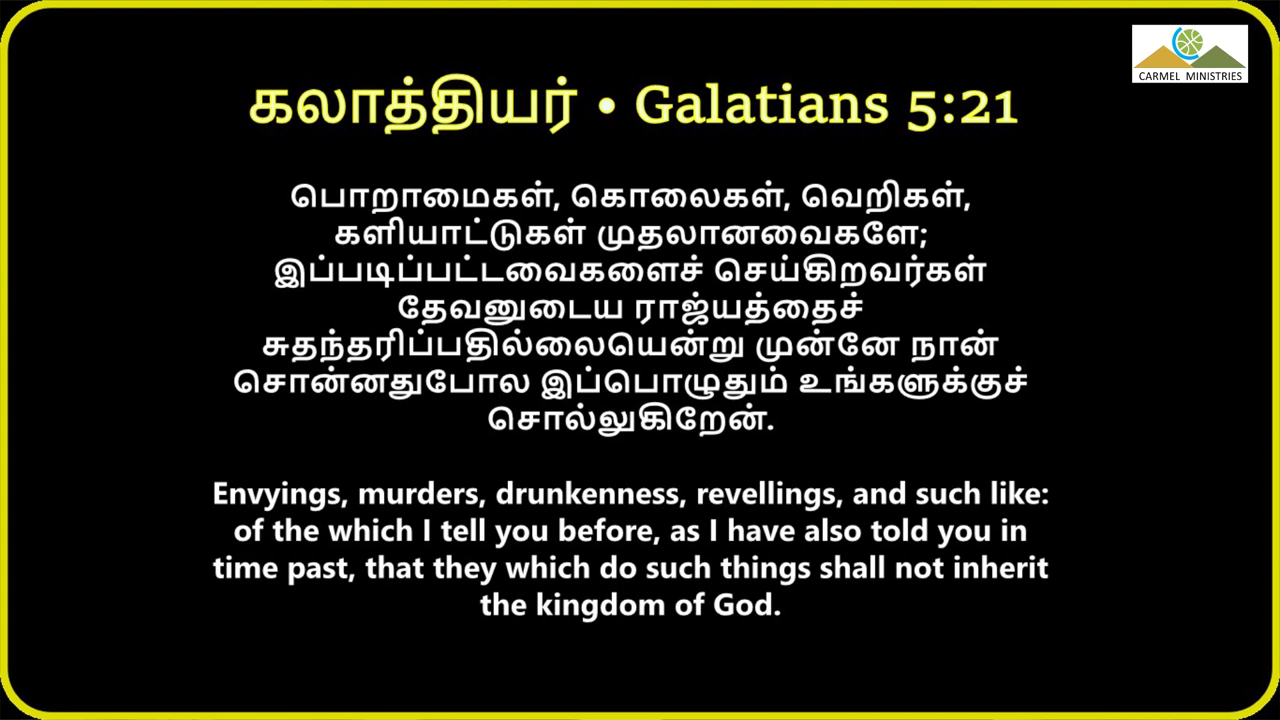 CARMEL MINISTRIES
கலாத்தியர் • Galatians 5:21
பொறாமைகள், கொலைகள், வெறிகள்,
களியாட்டுகள் முதலானவைகளே;
இப்படிப்பட்டவைகளைச் செய்கிறவர்கள்
தேவனுடைய ராஜ்யத்தைச்
சுதந்தரிப்பதில்லையென்று முன்னே நான்
சொன்னதுபோல இப்பொழுதும் உங்களுக்குச்
சொல்லுகிறேன்.
Envyings, murders, drunkenness, revellings, and such like:
of the which I tell you before, as I have also told you in
time past, that they which do such things shall not inherit
the kingdom of God.